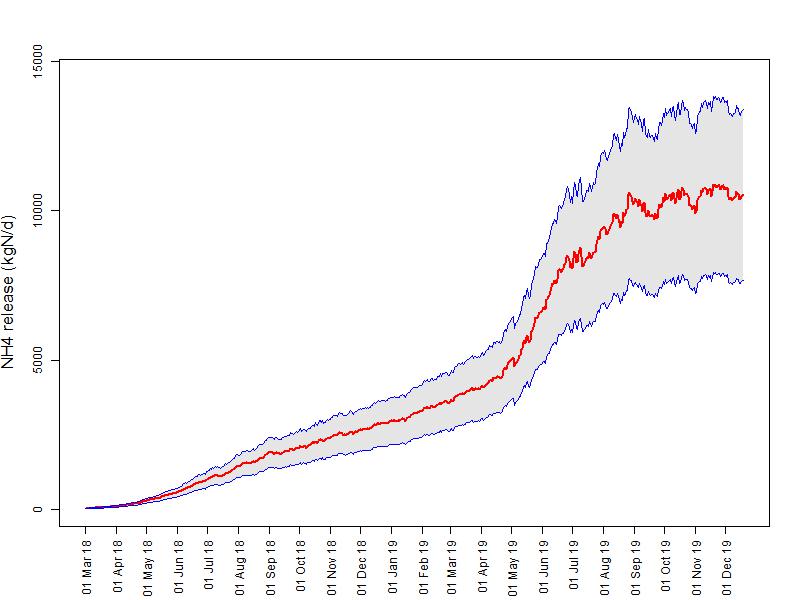 NH4 release (kgN/d)
15000
10000
5000
0
01 Mar 18
01 Apr 18
01 May 18
01 Jun 18
01 Jul 18
01 Aug 18
01 Sep 18
01 Oct 18
01 Nov 18
01 Dec 18
01 Jan 19
01 Feb 19
01 Mar 19
01 Apr 19
01 May 19
01 Jun 19
01 Jul 19
01 Aug 19
01 Sep 19
01 Oct 19
01 Nov 19
01 Dec 19